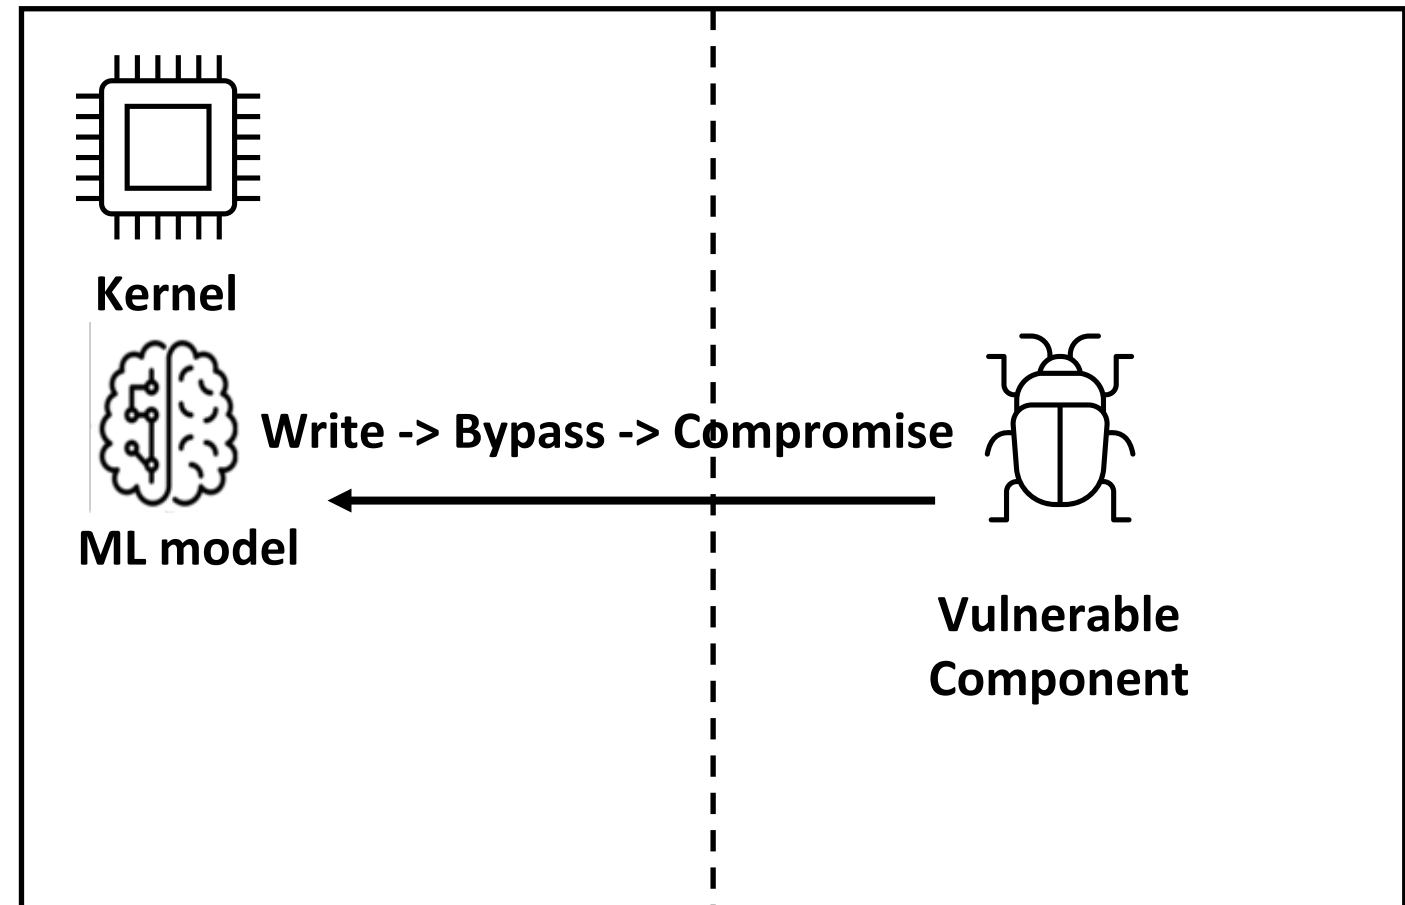 Kernel
Write -> Bypass -> Compromise
ML model
Vulnerable
Component